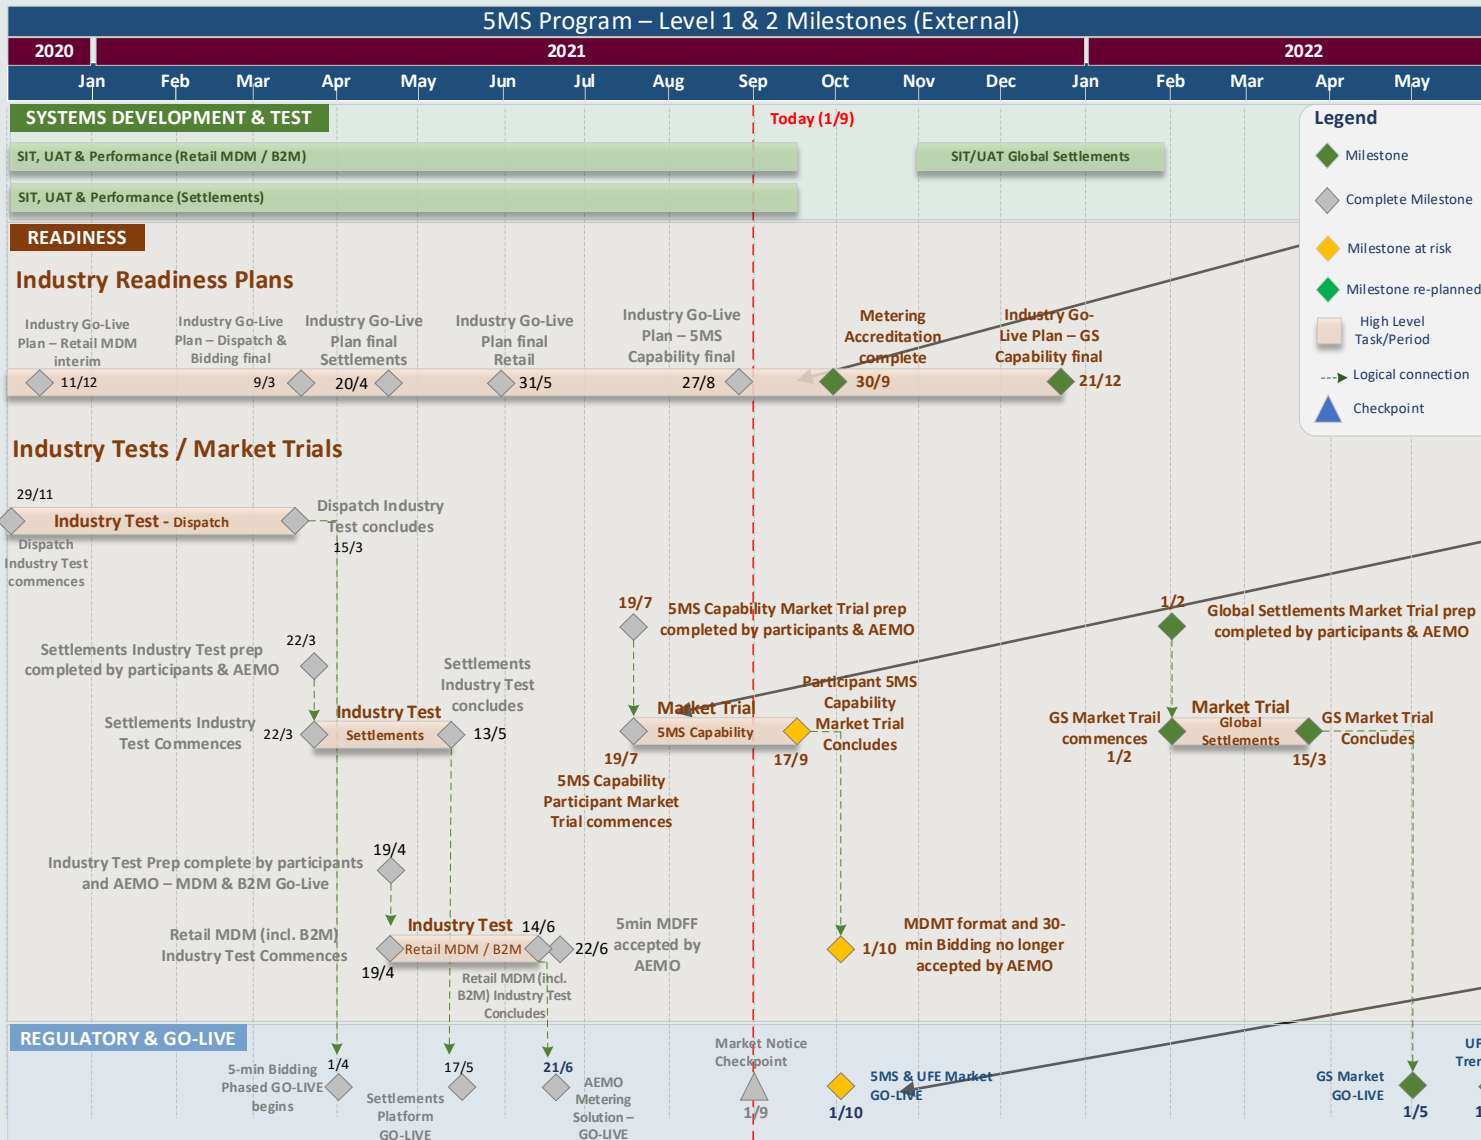 5MS Program – Level 1 & 2 Milestones (External)
2020 2021 2022
Jan Feb Mar Apr May Jun Jul Aug Sep Oct Nov Dec Jan Feb Mar Apr May
SYSTEMS DEVELOPMENT & TEST
Today (1/9)
SIT, UAT & Performance (Retail MDM / B2M)
SIT/UAT Global Settlements
SIT, UAT & Performance (Settlements)
Legend
Milestone
Complete Milestone
Milestone at risk
Milestone re-planned
High Level
Task/Period
Logical connection
Checkpoint
READINESS
Industry Readiness Plans
Industry Go-Live
Plan – Retail MDM
interim
11/12
Industry Go-Live
Plan – Dispatch &
Bidding final
9/3
Industry Go-Live
Plan final
Settlements
20/4
Industry Go-Live
Plan final
Retail
31/5
Industry Go-Live
Plan – 5MS
Capability final
27/8
Metering
Accreditation
complete
30/9
Industry Go-
Live Plan – GS
Capability final
21/12
Industry Tests / Market Trials
29/11
Industry Test - Dispatch
Dispatch
Industry Test
commences
Dispatch Industry
Test concludes
15/3
22/3
Settlements Industry Test prep
completed by participants & AEMO
Settlements Industry
Test Commences
22/3
Industry Test
Settlements
Settlements
Industry Test
concludes
13/5
19/7
5MS Capability Market Trial prep
completed by participants & AEMO
Market Trial
5MS Capability
19/7
5MS Capability
Participant Market
Trial commences
Participant 5MS
Capability
Market Trial
Concludes
17/9
1/2
Global Settlements Market Trial prep
completed by participants & AEMO
GS Market Trail
commences
1/2
Market Trial
Global
Settlements
GS Market Trial
Concludes
15/3
19/4
Industry Test Prep complete by participants
and AEMO – MDM & B2M Go-Live
Retail MDM (incl. B2M)
Industry Test Commences
19/4
Industry Test
Retail MDM / B2M
14/6
Retail MDM (incl.
B2M) Industry Test
Concludes
22/6
5min MDFF
accepted by
AEMO
1/10
MDMT format and 30-
min Bidding no longer
accepted by AEMO
REGULATORY & GO-LIVE
5-min Bidding
Phased GO-LIVE
begins
1/4
Settlements
Platform
GO-LIVE
17/5
21/6
AEMO
Metering
Solution –
GO-LIVE
Market Notice
Checkpoint
1/9
5MS & UFE Market
GO-LIVE
1/10
GS Market
GO-LIVE
1/5